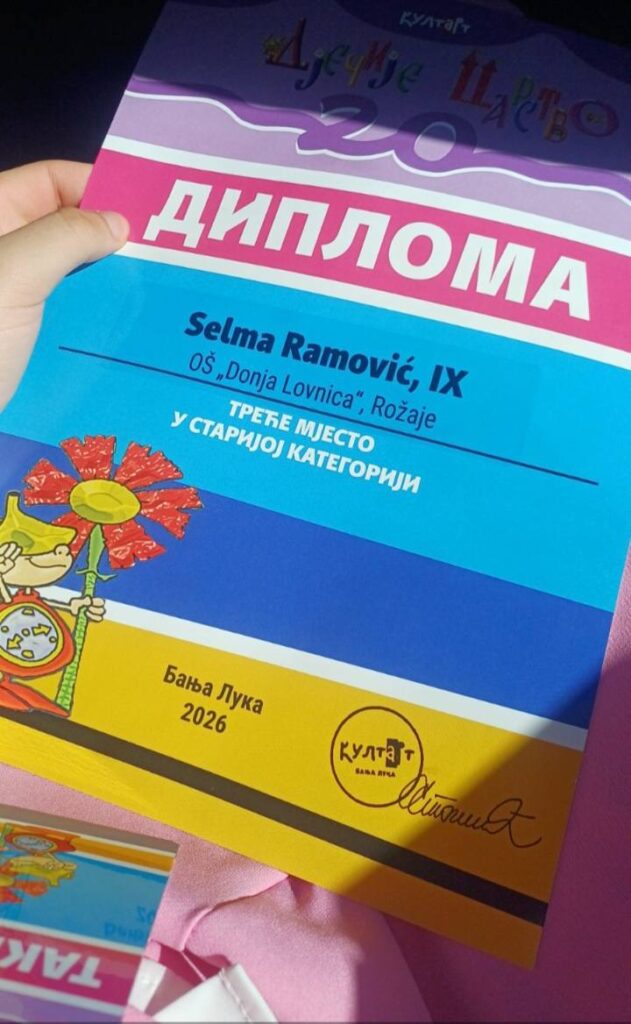 култарт
Дјечије Царство
20
ДИПЛОМА
Selma Ramović, IX
OŠ „Donja Lovnica“, Rožaje
ТРЕЋЕ МЈЕСТО
У СТАРИЈОЈ КАТЕГОРИЈИ
Бања Лука
2026
култарт
БАЊА ЛУКА
ТАК